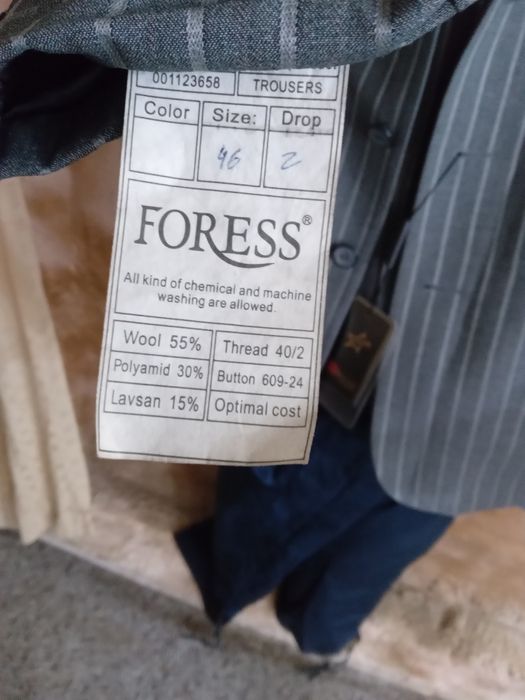 001123658 TROUSERS
Color Size: Drop
46 2
FORESS®
All kind of chemical and machine
washing are allowed.
Wool 55% Thread 40/2
Polyamid 30% Button 609-24
Lavsan 15% Optimal cost